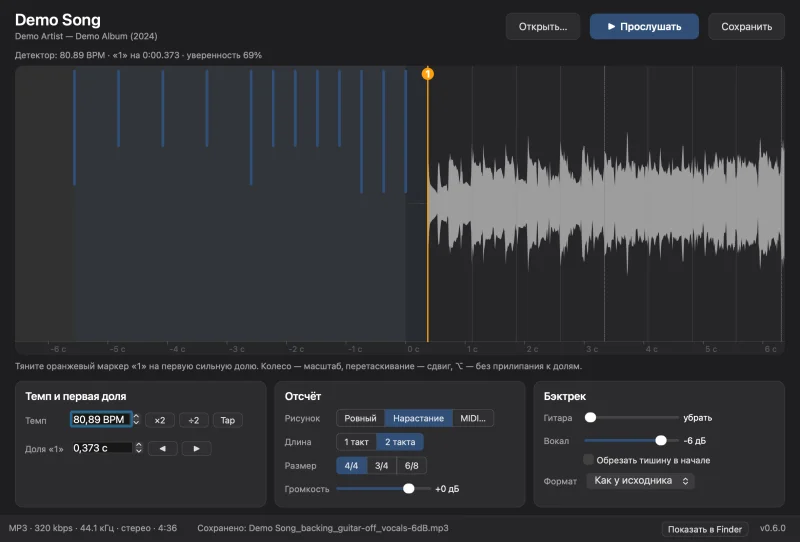 Demo Song
Demo Artist — Demo Album (2024)
Открыть...
▶ Прослушать
Сохранить
Детектор: 80.89 BPM · «1» на 0:00.373 · уверенность 69%
1
-6 с -5 с -4 с -3 с -2 с -1 с 0 с 1 с 2 с 3 с 4 с 5 с 6 с
Тяните оранжевый маркер «1» на первую сильную долю. Колесо — масштаб, перетаскивание — сдвиг, ⌥ — без прилипания к долям.
Темп и первая доля
Темп 80,89 BPM ×2 ÷2 Tap
Доля «1» 0,373 с ◀ ▶
Отсчёт
Рисунок Ровный Нарастание MIDI...
Длина 1 такт 2 такта
Размер 4/4 3/4 6/8
Громкость +0 дБ
Бэктрек
Гитара убрать
Вокал -6 дБ
Обрезать тишину в начале
Формат Как у исходника
MP3 · 320 kbps · 44.1 кГц · стерео · 4:36
Сохранено: Demo Song_backing_guitar-off_vocals-6dB.mp3
Показать в Finder
v0.6.0